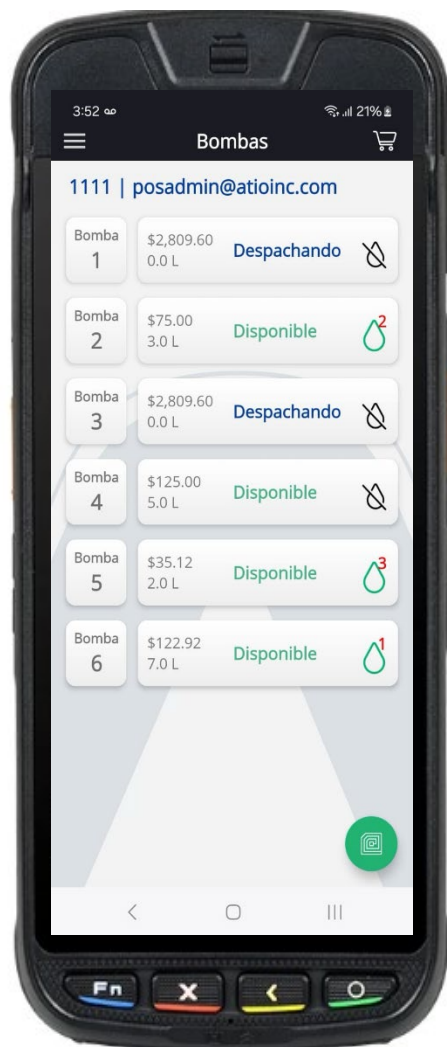 3:52
21%
Bombas
1111 | posadmin@atioinc.com
Bomba
1
$2,809.60
0.0 L
Despachando
Bomba
2
$75.00
3.0 L
Disponible
2
Bomba
3
$2,809.60
0.0 L
Despachando
Bomba
4
$125.00
5.0 L
Disponible
Bomba
5
$35.12
2.0 L
Disponible
3
Bomba
6
$122.92
7.0 L
Disponible
1
Fn